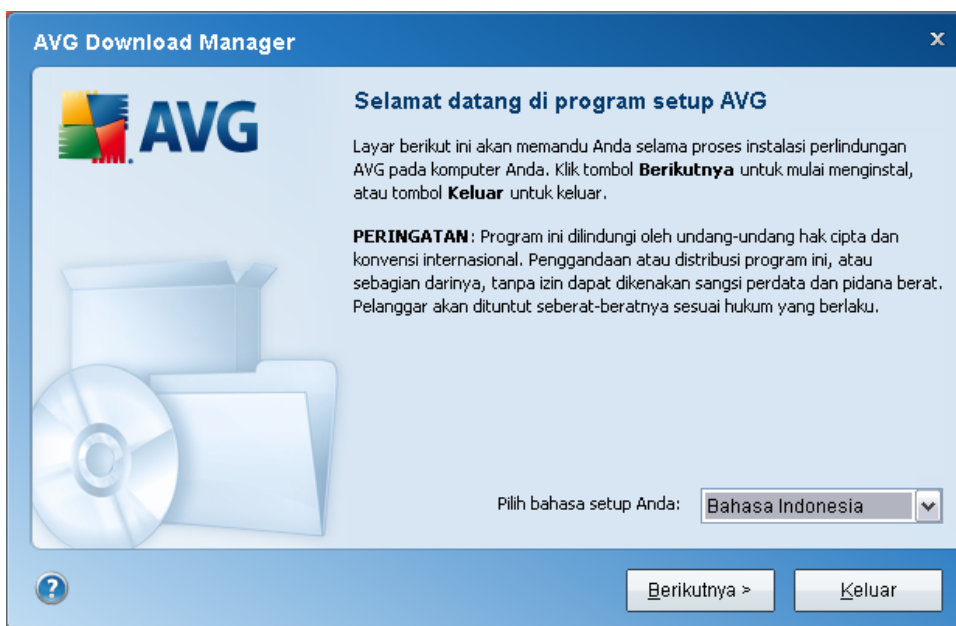 AVG Download Manager
x
AVG
Selamat datang di program setup AVG
Layar berikut ini akan memandu Anda selama proses instalasi perlindungan
AVG pada komputer Anda. Klik tombol Berikutnya untuk mulai menginstal,
atau tombol Keluar untuk keluar.
PERINGATAN: Program ini dilindungi oleh undang-undang hak cipta dan
konvensi internasional. Penggandaan atau distribusi program ini, atau
sebagian darinya, tanpa izin dapat dikenakan sangsi perdata dan pidana berat.
Pelanggar akan dituntut seberat-beratnya sesuai hukum yang berlaku.
Pilih bahasa setup Anda: Bahasa Indonesia
?
Berikutnya > Keluar